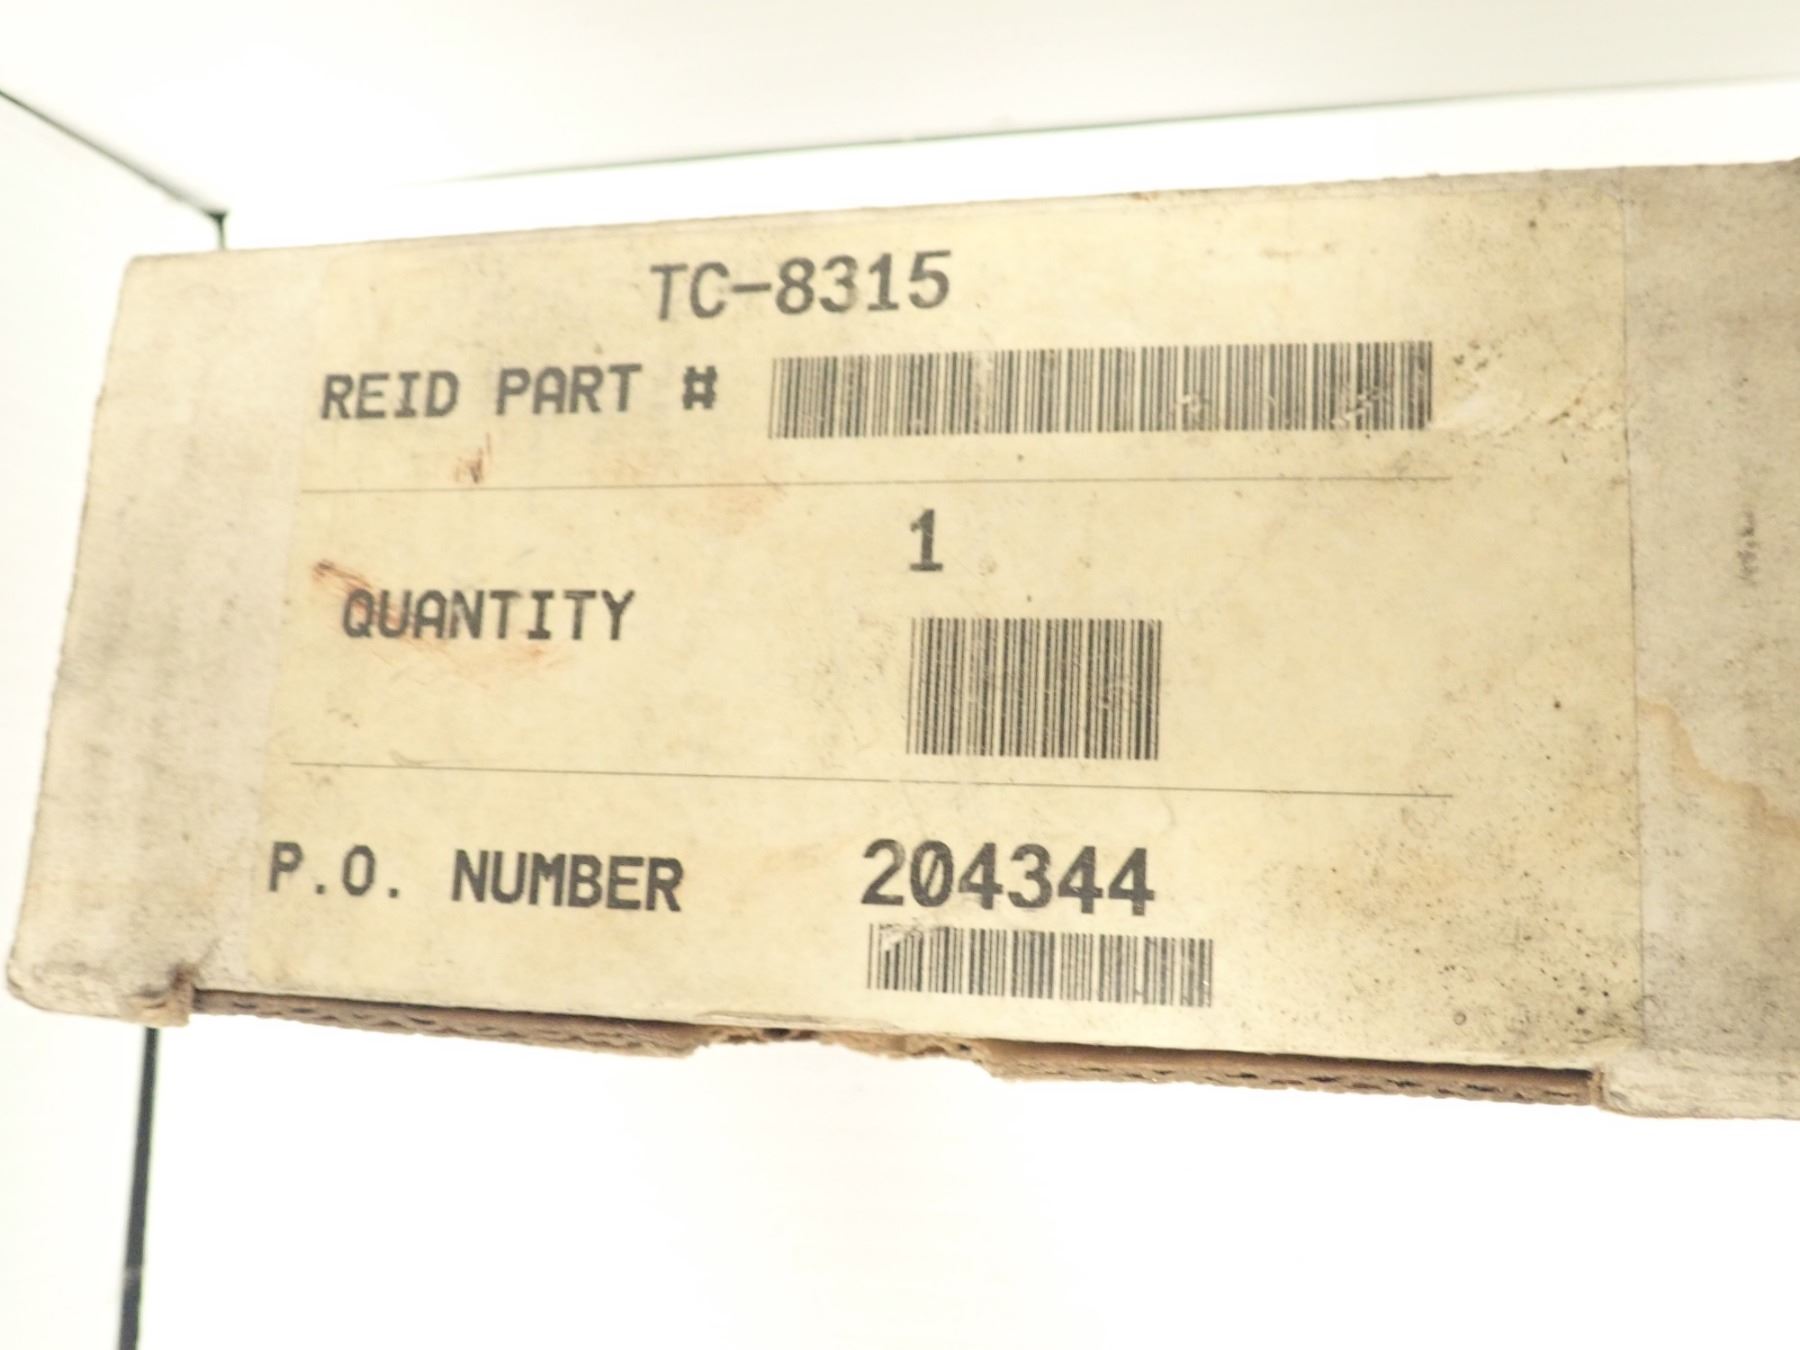 TC-8315
REID PART #
1
QUANTITY
P.O. NUMBER 204344